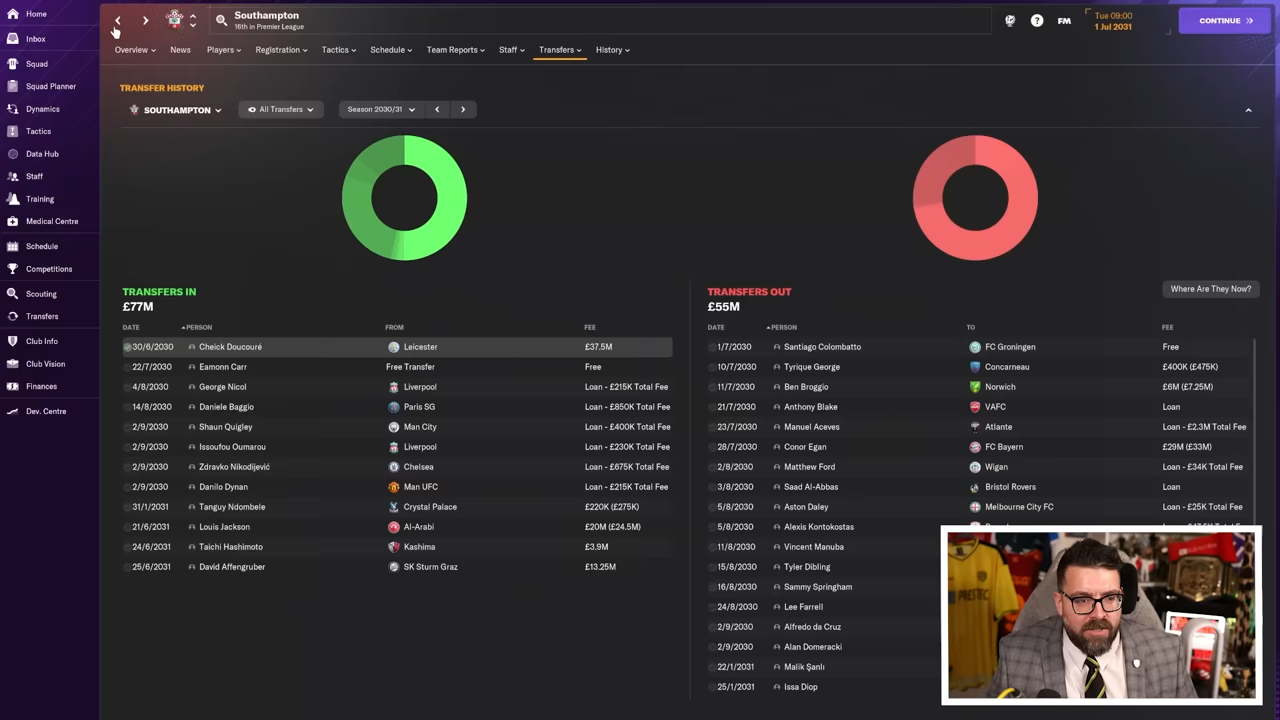 Home
Inbox
Squad
Squad Planner
Dynamics
Tactics
Data Hub
Staff
Training
Medical Centre
Schedule
Competitions
Scouting
Transfers
Club Info
Club Vision
Finances
Dev. Centre
Southampton
16th in Premier League
FM
Tue 09:00
1 Jul 2031
CONTINUE
Overview
News
Players
Registration
Tactics
Schedule
Team Reports
Staff
Transfers
History
TRANSFER HISTORY
SOUTHAMPTON
All Transfers
Season 2030/31
TRANSFERS IN
£77M
DATE PERSON FROM FEE
30/6/2030 Cheick Doucouré Leicester £37.5M
22/7/2030 Eamonn Carr Free Transfer Free
4/8/2030 George Nicol Liverpool Loan - £215K Total Fee
14/8/2030 Daniele Baggio Paris SG Loan - £850K Total Fee
2/9/2030 Shaun Quigley Man City Loan - £400K Total Fee
2/9/2030 Issoufou Oumarou Liverpool Loan - £230K Total Fee
2/9/2030 Zdravko Nikodijević Chelsea Loan - £675K Total Fee
2/9/2030 Danilo Dynan Man UFC Loan - £215K Total Fee
31/1/2031 Tanguy Ndombele Crystal Palace £220K (£275K)
21/6/2031 Louis Jackson Al-Arabi £20M (£24.5M)
24/6/2031 Taichi Hashimoto Kashima £3.9M
25/6/2031 David Affengruber SK Sturm Graz £13.25M
TRANSFERS OUT
£55M
Where Are They Now?
DATE PERSON TO FEE
1/7/2030 Santiago Colombatto FC Groningen Free
10/7/2030 Tyrique George Concarneau £400K (£475K)
11/7/2030 Ben Broggio Norwich £6M (£7.25M)
21/7/2030 Anthony Blake VAFC Loan
23/7/2030 Manuel Aceves Atlante Loan - £2.3M Total Fee
28/7/2030 Conor Egan FC Bayern £29M (£33M)
2/8/2030 Matthew Ford Wigan Loan - £34K Total Fee
3/8/2030 Saad Al-Abbas Bristol Rovers Loan
5/8/2030 Aston Daley Melbourne City FC Loan - £25K Total Fee
5/8/2030 Alexis Kontokostas
11/8/2030 Vincent Manuba
15/8/2030 Tyler Dibling
16/8/2030 Sammy Springham
24/8/2030 Lee Farrell
2/9/2030 Alfredo da Cruz
2/9/2030 Alan Domeracki
22/1/2031 Malik Şanlı
25/1/2031 Issa Diop